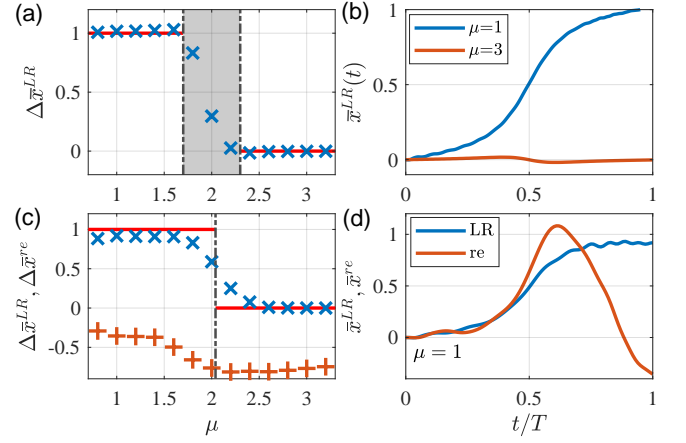 (a)
Δx̄^{LR}
1
0.5
0
1 1.5 2 2.5 3
(b)
x̄^{LR}(t)
1
0.5
0
μ=1
μ=3
0 0.5 1
(c)
Δx̄^{LR}, Δx̄^{re}
1
0.5
0
-0.5
1 1.5 2 2.5 3
μ
(d)
x̄^{LR}, x̄^{re}
1
0.5
0
LR
re
μ = 1
0 0.5 1
t/T